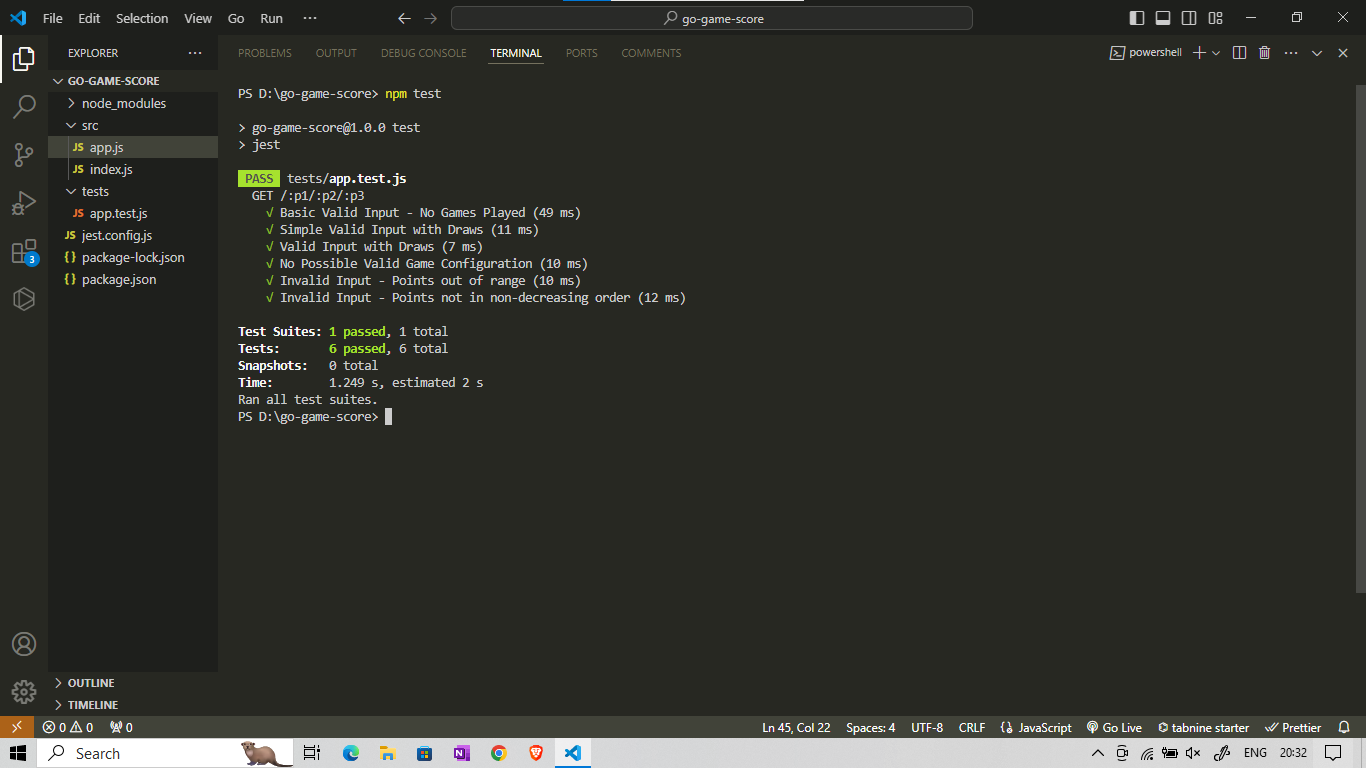 File Edit Selection View Go Run ··· go-game-score
EXPLORER ···
GO-GAME-SCORE
node_modules
src
JS app.js
JS index.js
tests
JS app.test.js
JS jest.config.js
{} package-lock.json
{} package.json
OUTLINE
TIMELINE
3
PROBLEMS OUTPUT DEBUG CONSOLE TERMINAL PORTS COMMENTS powershell
PS D:\go-game-score> npm test
> go-game-score@1.0.0 test
> jest
PASS tests/app.test.js
GET /:p1/:p2/:p3
√ Basic Valid Input - No Games Played (49 ms)
√ Simple Valid Input with Draws (11 ms)
√ Valid Input with Draws (7 ms)
√ No Possible Valid Game Configuration (10 ms)
√ Invalid Input - Points out of range (10 ms)
√ Invalid Input - Points not in non-decreasing order (12 ms)
Test Suites: 1 passed, 1 total
Tests: 6 passed, 6 total
Snapshots: 0 total
Time: 1.249 s, estimated 2 s
Ran all test suites.
PS D:\go-game-score>
0 0 0 Ln 45, Col 22 Spaces: 4 UTF-8 CRLF {} JavaScript Go Live tabnine starter Prettier
Search ENG 20:32